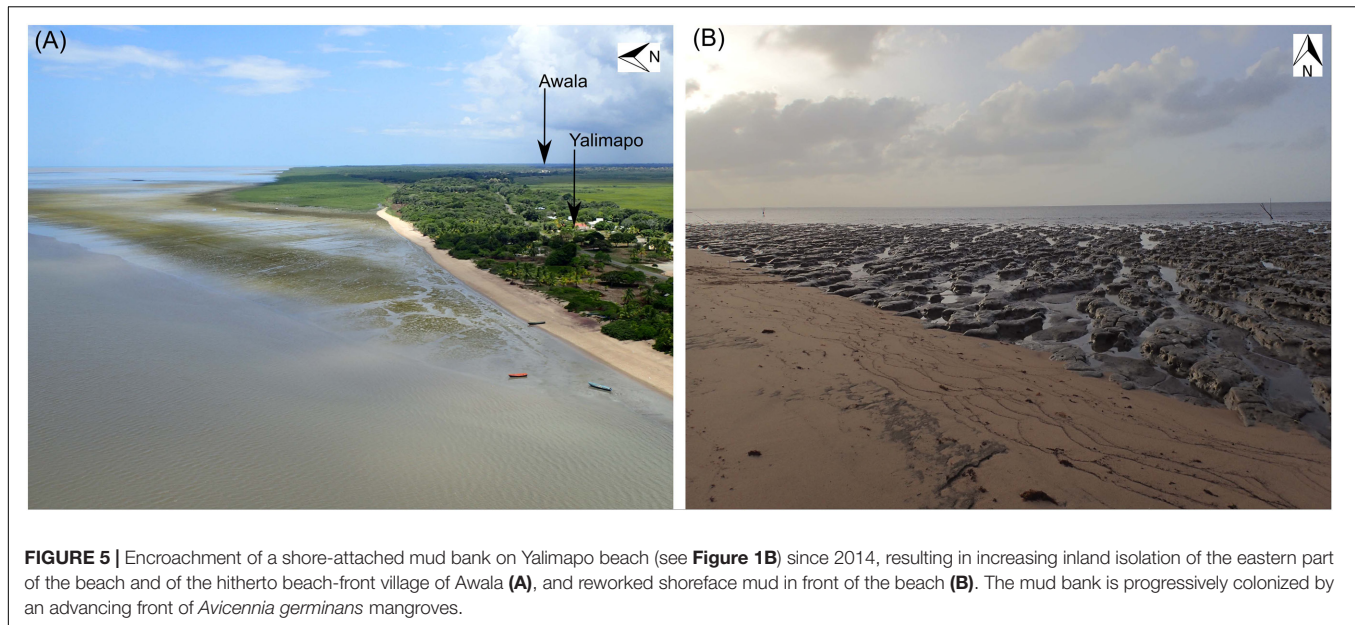 (A)
N
Awala
Yalimapo
(B)
N
FIGURE 5 | Encroachment of a shore-attached mud bank on Yalimapo beach (see Figure 1B) since 2014, resulting in increasing inland isolation of the eastern part
of the beach and of the hitherto beach-front village of Awala (A), and reworked shoreface mud in front of the beach (B). The mud bank is progressively colonized by
an advancing front of Avicennia germinans mangroves.